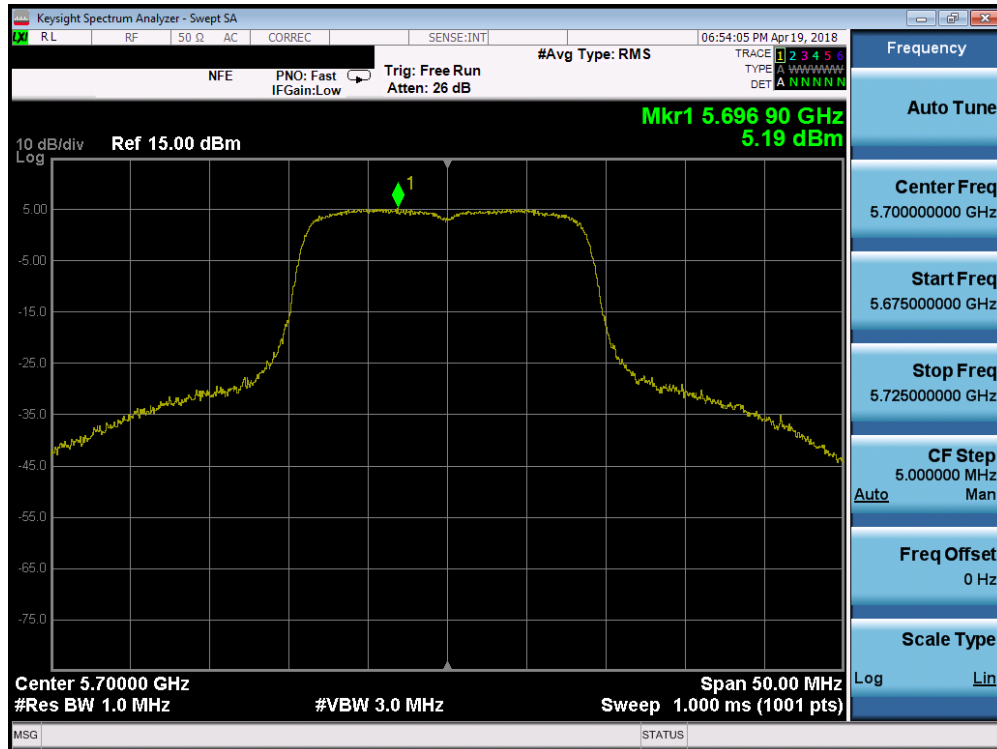 Keysight Spectrum Analyzer - Swept SA
LXI RL RF 50 Ω AC CORREC SENSE:INT 06:54:05 PM Apr 19, 2018
NFE PNO: Fast Trig: Free Run #Avg Type: RMS TRACE 1 2 3 4 5 6
IFGain:Low Atten: 26 dB TYPE A WWWWWW
DET A N N N N N
Mkr1 5.696 90 GHz
5.19 dBm
10 dB/div Ref 15.00 dBm
Log
1
5.00
-5.00
-15.0
-25.0
-35.0
-45.0
-55.0
-65.0
-75.0
Center 5.70000 GHz Span 50.00 MHz
#Res BW 1.0 MHz #VBW 3.0 MHz Sweep 1.000 ms (1001 pts)
MSG STATUS
Frequency
Auto Tune
Center Freq
5.700000000 GHz
Start Freq
5.675000000 GHz
Stop Freq
5.725000000 GHz
CF Step
5.000000 MHz
Auto Man
Freq Offset
0 Hz
Scale Type
Log Lin